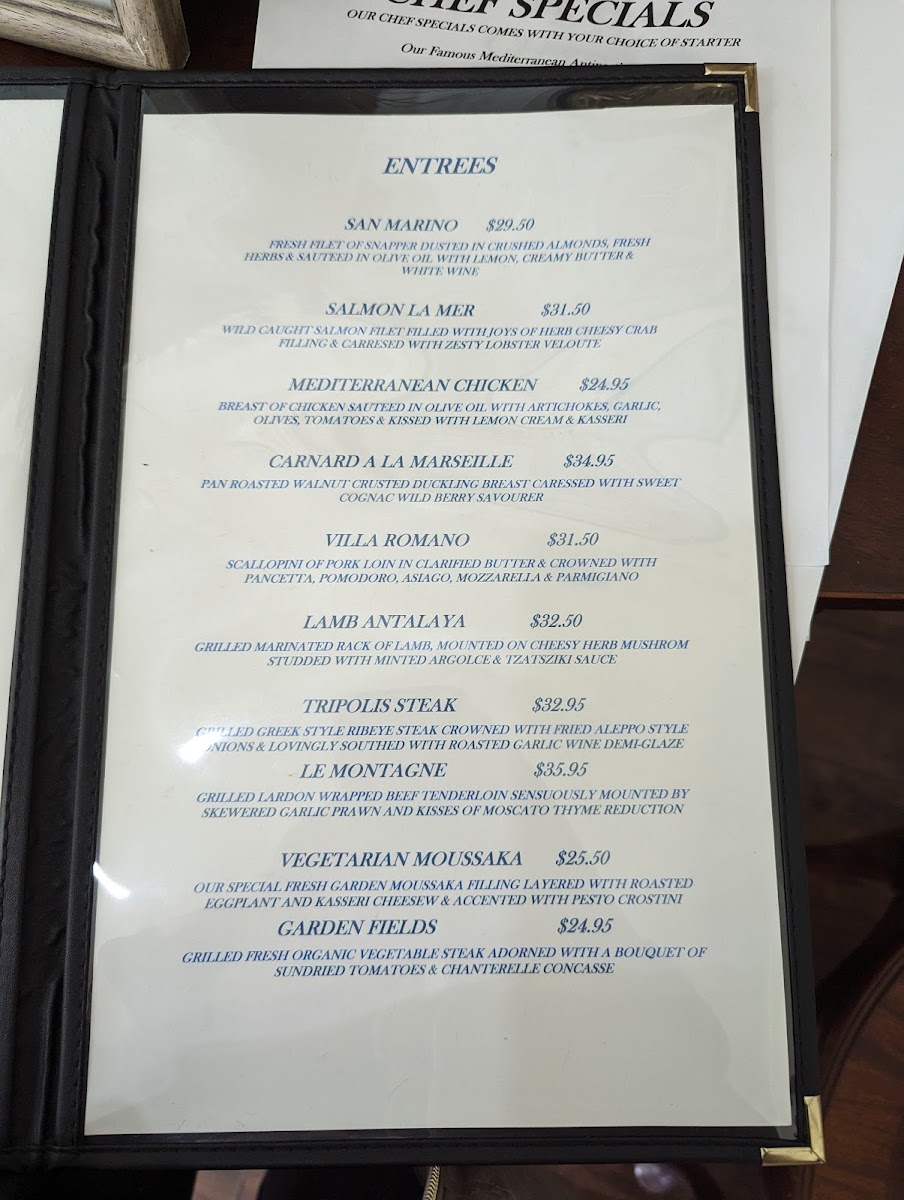 CHEF SPECIALS
OUR CHEF SPECIALS COMES WITH YOUR CHOICE OF STARTER
Our Famous Mediterranean
ENTREES
SAN MARINO $29.50
FRESH FILET OF SNAPPER DUSTED IN CRUSHED ALMONDS, FRESH
HERBS & SAUTEED IN OLIVE OIL WITH LEMON, CREAMY BUTTER &
WHITE WINE
SALMON LA MER $31.50
WILD CAUGHT SALMON FILET FILLED WITH JOYS OF HERB CHEESY CRAB
FILLING & CARRESED WITH ZESTY LOBSTER VELOUTE
MEDITERRANEAN CHICKEN $24.95
BREAST OF CHICKEN SAUTEED IN OLIVE OIL WITH ARTICHOKES, GARLIC,
OLIVES, TOMATOES & KISSED WITH LEMON CREAM & KASSERI
CARNARD A LA MARSEILLE $34.95
PAN ROASTED WALNUT CRUSTED DUCKLING BREAST CARESSED WITH SWEET
COGNAC WILD BERRY SAVOURER
VILLA ROMANO $31.50
SCALLOPINI OF PORK LOIN IN CLARIFIED BUTTER & CROWNED WITH
PANCETTA, POMODORO, ASIAGO, MOZZARELLA & PARMIGIANO
LAMB ANTALAYA $32.50
GRILLED MARINATED RACK OF LAMB, MOUNTED ON CHEESY HERB MUSHROM
STUDDED WITH MINTED ARGOLCE & TZATSZIKI SAUCE
TRIPOLIS STEAK $32.95
GRILLED GREEK STYLE RIBEYE STEAK CROWNED WITH FRIED ALEPPO STYLE
ONIONS & LOVINGLY SOUTHED WITH ROASTED GARLIC WINE DEMI-GLAZE
LE MONTAGNE $35.95
GRILLED LARDON WRAPPED BEEF TENDERLOIN SENSUOUSLY MOUNTED BY
SKEWERED GARLIC PRAWN AND KISSES OF MOSCATO THYME REDUCTION
VEGETARIAN MOUSSAKA $25.50
OUR SPECIAL FRESH GARDEN MOUSSAKA FILLING LAYERED WITH ROASTED
EGGPLANT AND KASSERI CHEESEW & ACCENTED WITH PESTO CROSTINI
GARDEN FIELDS $24.95
GRILLED FRESH ORGANIC VEGETABLE STEAK ADORNED WITH A BOUQUET OF
SUNDRIED TOMATOES & CHANTERELLE CONCASSE